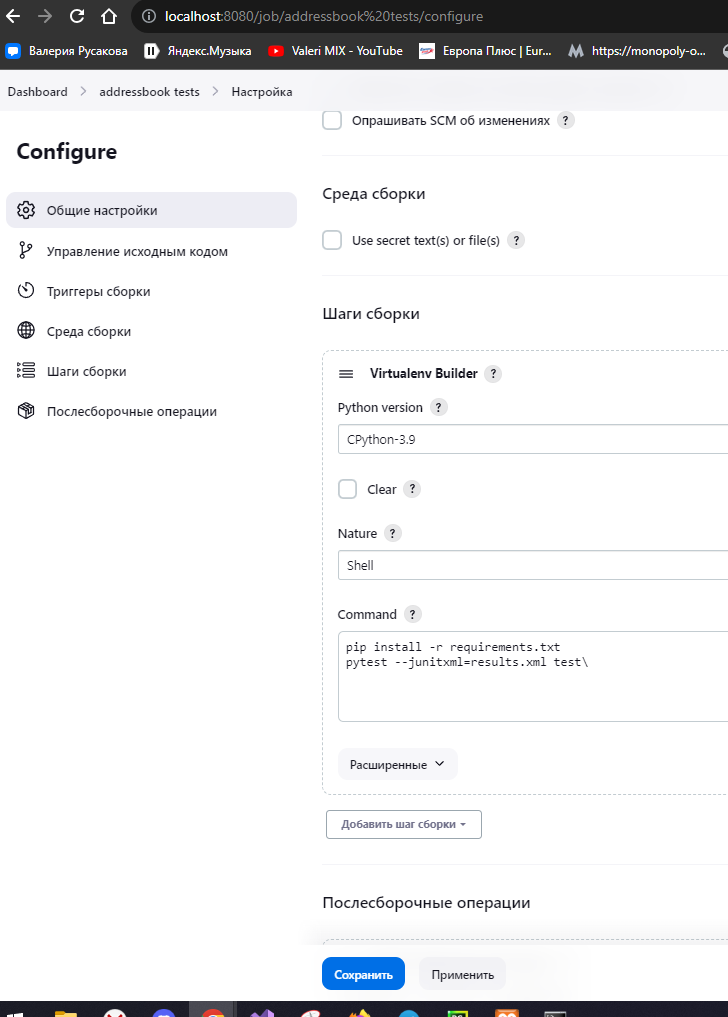 localhost:8080/job/addressbook%20tests/configure
Валерия Русакова
Яндекс.Музыка
Valeri MIX - YouTube
Европа Плюс | Eur...
https://monopoly-o...
Dashboard > addressbook tests > Настройка
Configure
Общие настройки
Управление исходным кодом
Триггеры сборки
Среда сборки
Шаги сборки
Послесборочные операции
Опрашивать SCM об изменениях ?
Среда сборки
Use secret text(s) or file(s) ?
Шаги сборки
Virtualenv Builder ?
Python version ?
CPython-3.9
Clear ?
Nature ?
Shell
Command ?
pip install -r requirements.txt
pytest --junitxml=results.xml test\
Расширенные
Добавить шаг сборки
Послесборочные операции
Сохранить
Применить